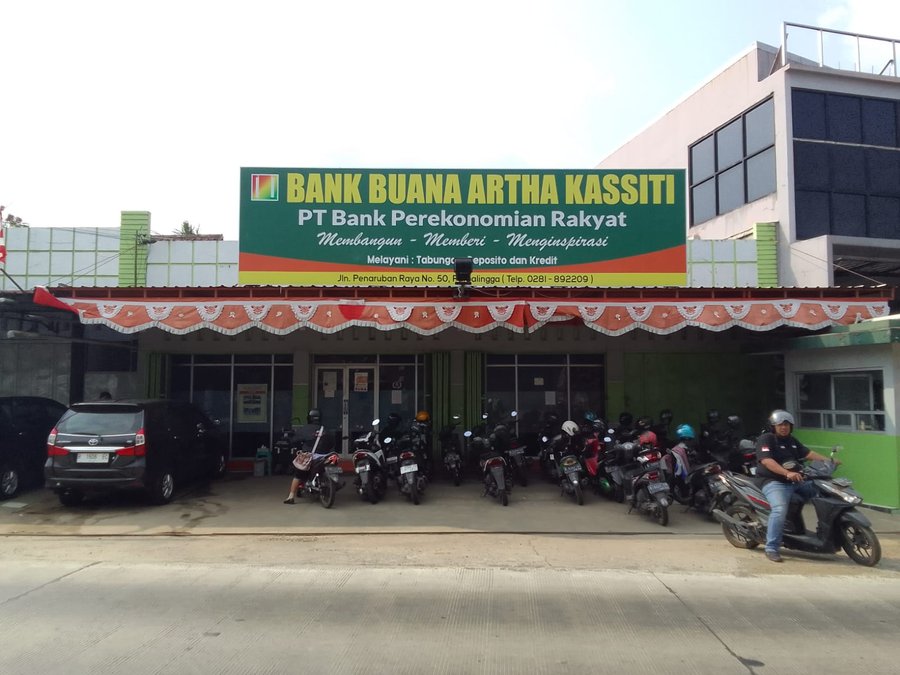 BANK BUANA ARTHA KASSITI
PT Bank Perekonomian Rakyat
Membangun - Memberi - Menginspirasi
Melayani : Tabungan, Deposito dan Kredit
Jln. Penaruban Raya No. 50, Purbalingga ( Telp. 0281 - 892209 )